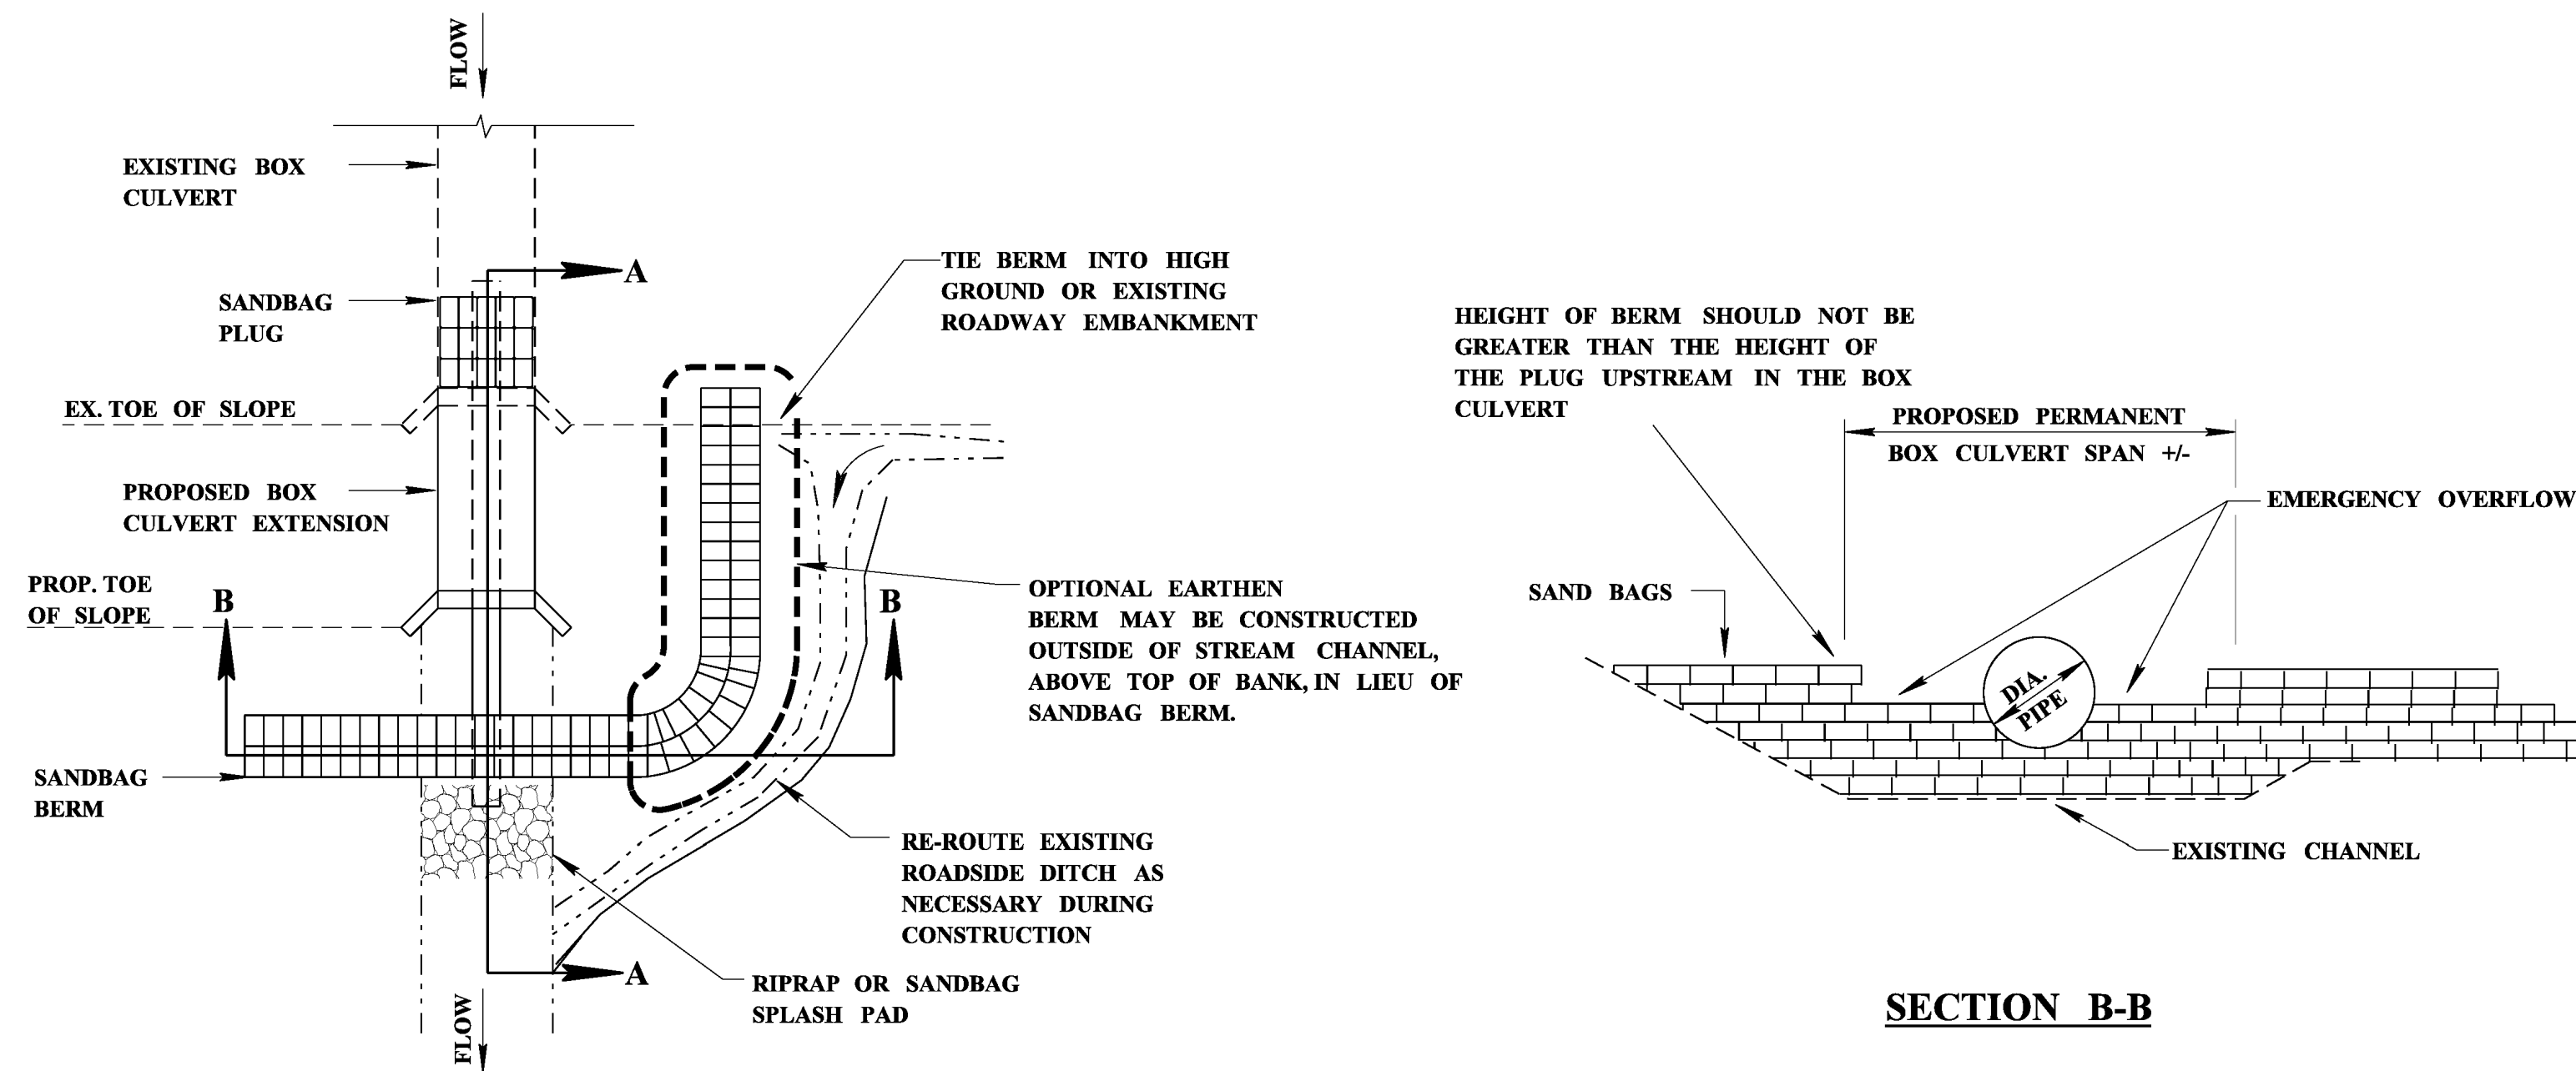 FLOW
EXISTING BOX
CULVERT
A
SANDBAG
PLUG
TIE BERM INTO HIGH
GROUND OR EXISTING
ROADWAY EMBANKMENT
EX. TOE OF SLOPE
PROPOSED BOX
CULVERT EXTENSION
PROP. TOE
OF SLOPE
B
B
OPTIONAL EARTHEN
BERM MAY BE CONSTRUCTED
OUTSIDE OF STREAM CHANNEL,
ABOVE TOP OF BANK, IN LIEU OF
SANDBAG BERM.
SANDBAG
BERM
RE-ROUTE EXISTING
ROADSIDE DITCH AS
NECESSARY DURING
CONSTRUCTION
A
RIPRAP OR SANDBAG
SPLASH PAD
FLOW
HEIGHT OF BERM SHOULD NOT BE
GREATER THAN THE HEIGHT OF
THE PLUG UPSTREAM IN THE BOX
CULVERT
PROPOSED PERMANENT
BOX CULVERT SPAN +/-
EMERGENCY OVERFLOW
SAND BAGS
DIA.
PIPE
EXISTING CHANNEL
SECTION B-B